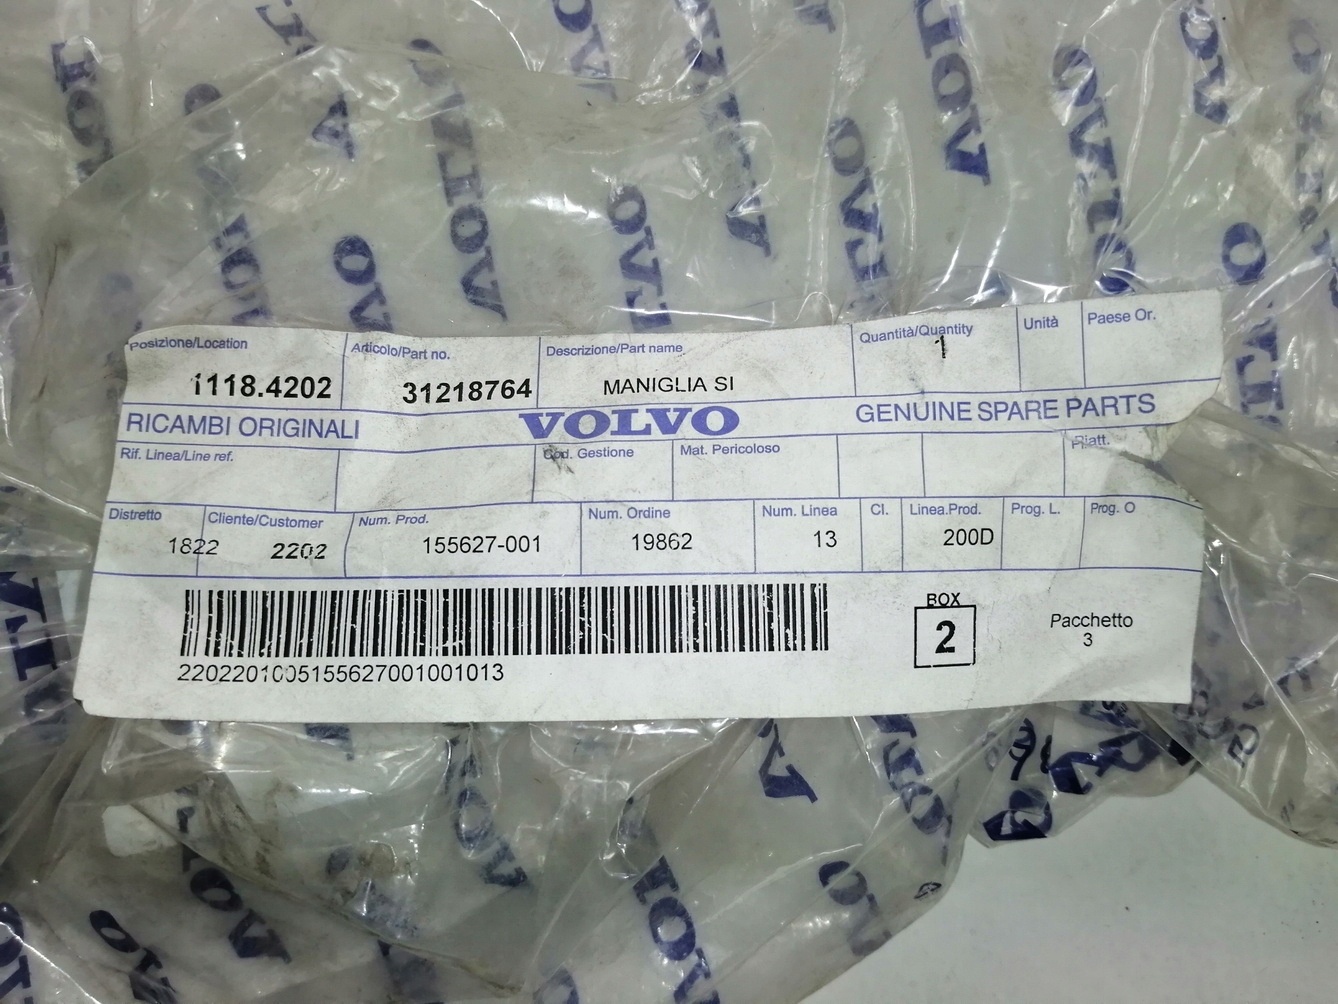 Posizione/Location Articolo/Part no. Descrizione/Part name Quantità/Quantity Unità Paese Or.
1118.4202 31218764 MANIGLIA SI 1
RICAMBI ORIGINALI VOLVO GENUINE SPARE PARTS
Rif. Linea/Line ref. Cod. Gestione Mat. Pericoloso Riatt.
Distretto Cliente/Customer Num. Prod. Num. Ordine Num. Linea Cl. Linea.Prod. Prog. L. Prog. O
1822 2202 155627-001 19862 13 200D
BOX
2
Pacchetto
3
2202201005155627001001013